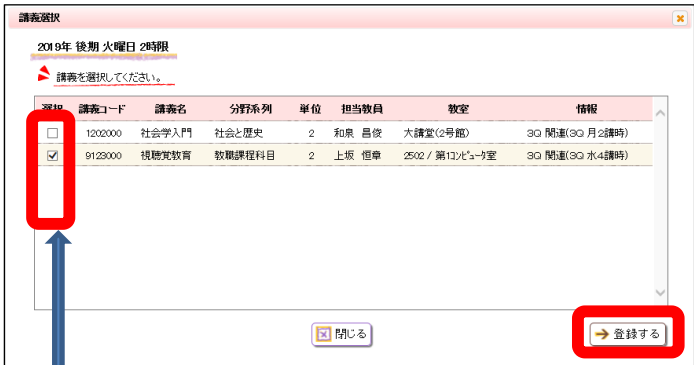 講義選択
2019年 後期 火曜日 2時限
講義を選択してください。
選択 講義コード 講義名 分野系列 単位 担当教員 教室 情報
1202000 社会学入門 社会と歴史 2 和泉 昌俊 大講堂(2号館) 3Q 関連(3Q 月2講時)
9123000 視聴覚教育 教職課程科目 2 上坂 恒章 2502 / 第1ｺﾝﾋﾟｭｰﾀ室 3Q 関連(3Q 水4講時)
閉じる
登録する